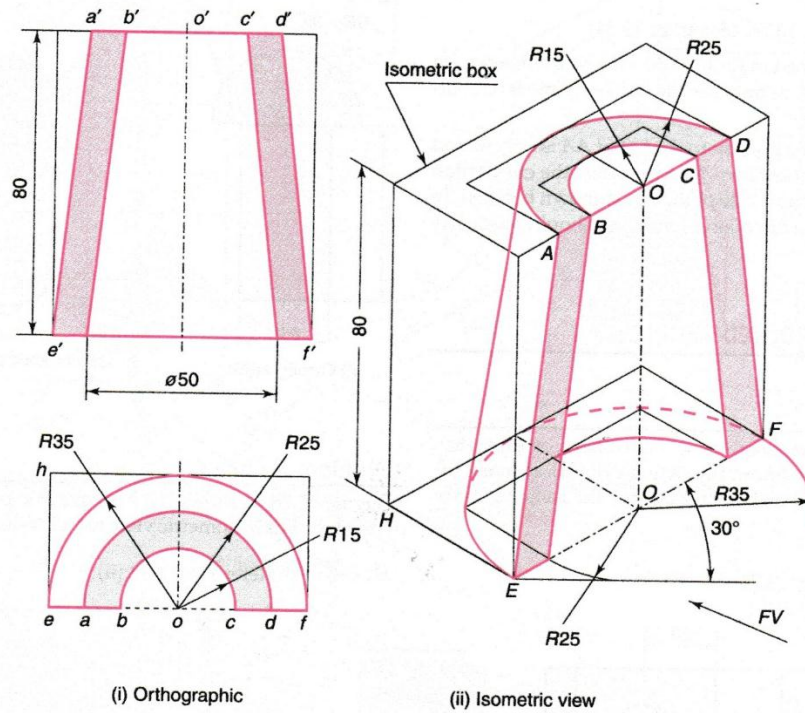 a' b' o' c' d'
80
e' f'
ø50
R35 R25
h
R15
e a b o c d f
(i) Orthographic
Isometric box
R15 R25
D
C
O
B
A
80
F
O
R35
H
30°
E
R25
FV
(ii) Isometric view